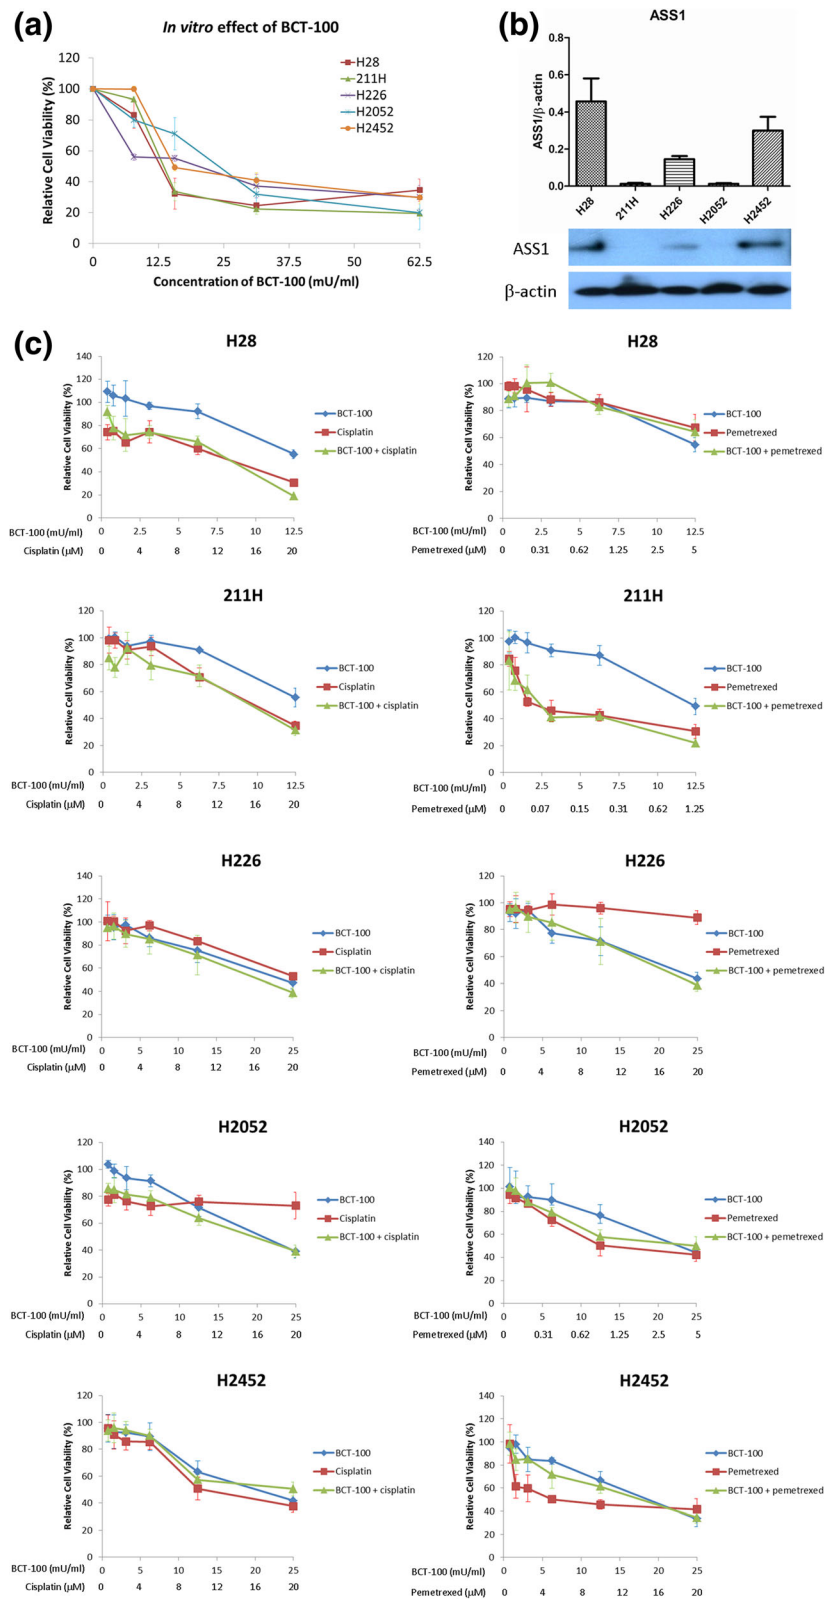 (a)
In vitro effect of BCT-100
Relative Cell Viability (%)
120
100
80
60
40
20
0
0 12.5 25 37.5 50 62.5
Concentration of BCT-100 (mU/ml)
H28
211H
H226
H2052
H2452
(b)
ASS1
ASS1/β-actin
0.8
0.6
0.4
0.2
0.0
H28 211H H226 H2052 H2452
ASS1
β-actin
(c)
H28
Relative Cell Viability (%)
140
120
100
80
60
40
20
0
BCT-100
Cisplatin
BCT-100 + cisplatin
BCT-100 (mU/ml) 0 2.5 5 7.5 10 12.5
Cisplatin (μM) 0 4 8 12 16 20
H28
Relative Cell Viability (%)
120
100
80
60
40
20
0
BCT-100
Pemetrexed
BCT-100 + pemetrexed
BCT-100 (mU/ml) 0 2.5 5 7.5 10 12.5
Pemetrexed (μM) 0 0.31 0.62 1.25 2.5 5
211H
Relative Cell Viability (%)
120
100
80
60
40
20
0
BCT-100
Cisplatin
BCT-100 + cisplatin
BCT-100 (mU/ml) 0 2.5 5 7.5 10 12.5
Cisplatin (μM) 0 4 8 12 16 20
211H
Relative Cell Viability (%)
120
100
80
60
40
20
0
BCT-100
Pemetrexed
BCT-100 + pemetrexed
BCT-100 (mU/ml) 0 2.5 5 7.5 10 12.5
Pemetrexed (μM) 0 0.07 0.15 0.31 0.62 1.25
H226
Relative Cell Viability (%)
140
120
100
80
60
40
20
0
BCT-100
Cisplatin
BCT-100 + cisplatin
BCT-100 (mU/ml) 0 5 10 15 20 25
Cisplatin (μM) 0 4 8 12 16 20
H226
Relative Cell Viability (%)
120
100
80
60
40
20
0
BCT-100
Pemetrexed
BCT-100 + pemetrexed
BCT-100 (mU/ml) 0 5 10 15 20 25
Pemetrexed (μM) 0 4 8 12 16 20
H2052
Relative Cell Viability (%)
120
100
80
60
40
20
0
BCT-100
Cisplatin
BCT-100 + cisplatin
BCT-100 (mU/ml) 0 5 10 15 20 25
Cisplatin (μM) 0 4 8 12 16 20
H2052
Relative Cell Viability (%)
140
120
100
80
60
40
20
0
BCT-100
Pemetrexed
BCT-100 + pemetrexed
BCT-100 (mU/ml) 0 5 10 15 20 25
Pemetrexed (μM) 0 0.31 0.62 1.25 2.5 5
H2452
Relative Cell Viability (%)
120
100
80
60
40
20
0
BCT-100
Cisplatin
BCT-100 + cisplatin
BCT-100 (mU/ml) 0 5 10 15 20 25
Cisplatin (μM) 0 4 8 12 16 20
H2452
Relative Cell Viability (%)
140
120
100
80
60
40
20
0
BCT-100
Pemetrexed
BCT-100 + pemetrexed
BCT-100 (mU/ml) 0 5 10 15 20 25
Pemetrexed (μM) 0 4 8 12 16 20